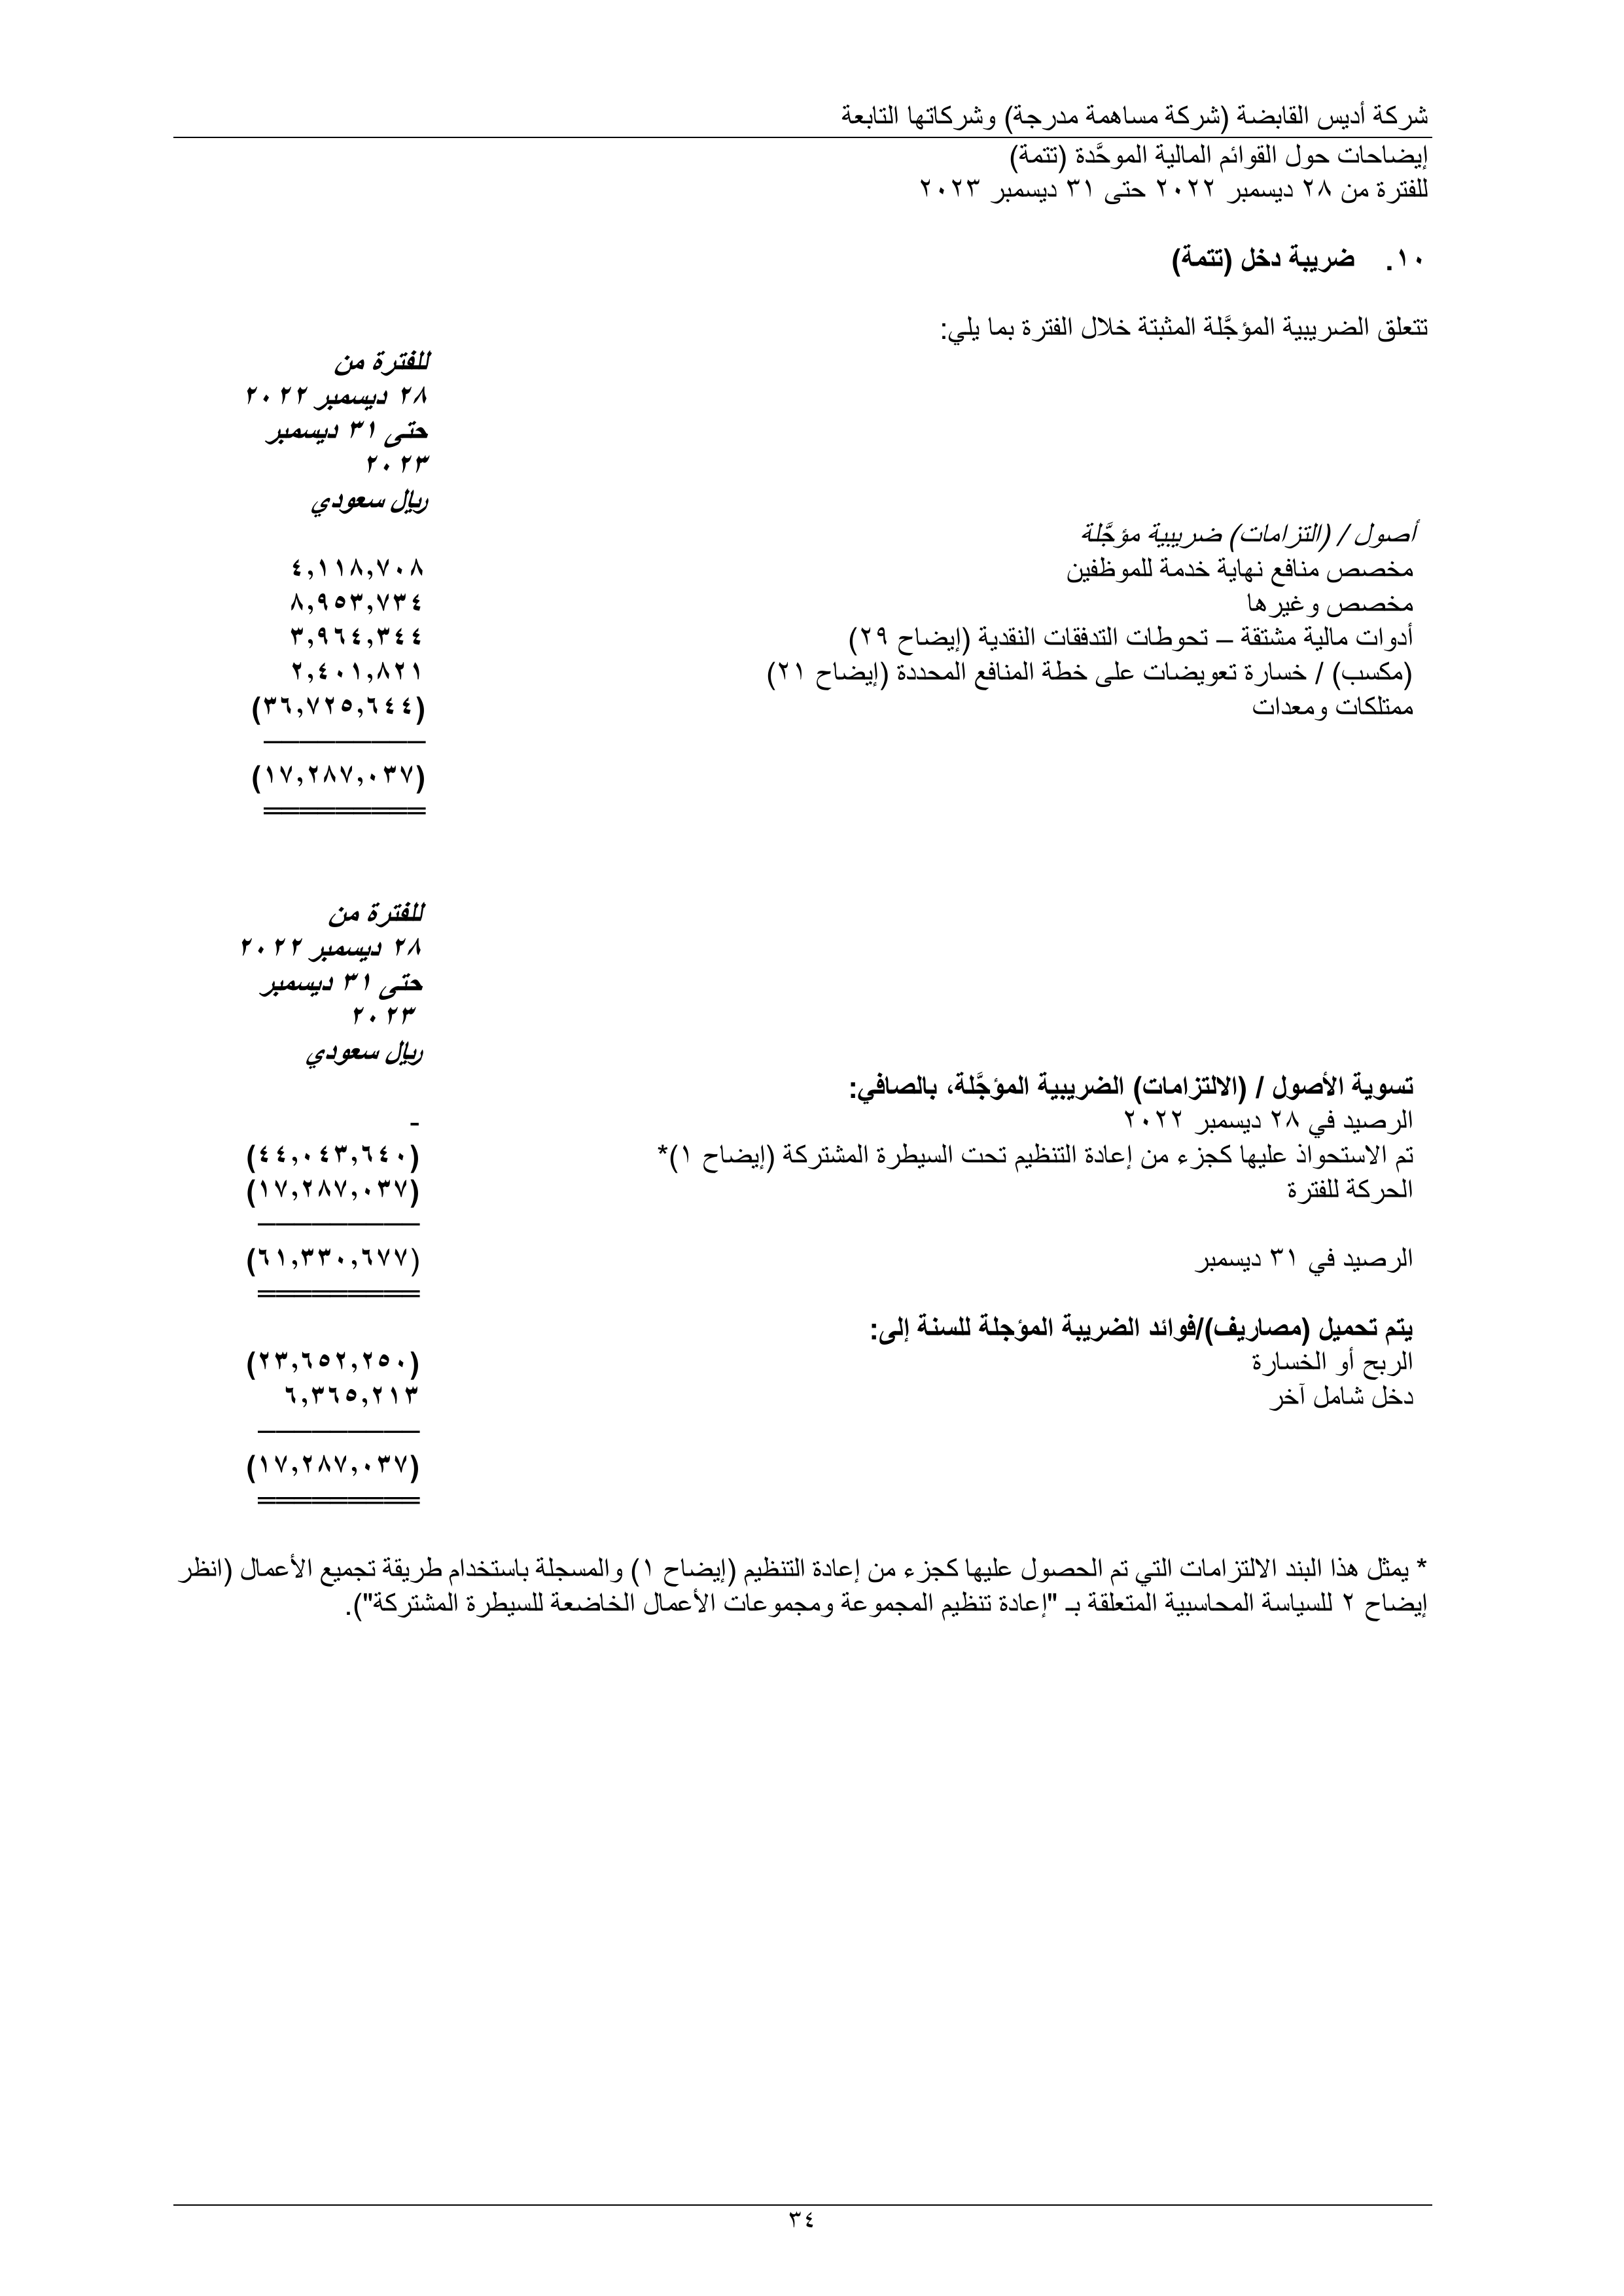 شركة أديس القابضة (شركة مساهمة مدرجة) وشركاتها التابعة
إيضاحات حول القوائم المالية الموحَّدة (تتمة)
للفترة من ٢٨ ديسمبر ٢٠٢٢ حتى ٣١ ديسمبر ٢٠٢٣
١٠. ضريبة دخل (تتمة)
تتعلق الضريبية المؤجَّلة المثبتة خلال الفترة بما يلي:
للفترة من
٢٨ ديسمبر ٢٠٢٢
حتى ٣١ ديسمبر
٢٠٢٣
ريال سعودي
أصول / (التزامات) ضريبية مؤجَّلة
مخصص منافع نهاية خدمة للموظفين ٤,١١٨,٧٠٨
مخصص وغيرها ٨,٩٥٣,٧٣٤
أدوات مالية مشتقة – تحوطات التدفقات النقدية (إيضاح ٢٩) ٣,٩٦٤,٣٤٤
(مكسب) / خسارة تعويضات على خطة المنافع المحددة (إيضاح ٢١) ٢,٤٠١,٨٢١
ممتلكات ومعدات (٣٦,٧٢٥,٦٤٤)
(١٧,٢٨٧,٠٣٧)
للفترة من
٢٨ ديسمبر ٢٠٢٢
حتى ٣١ ديسمبر
٢٠٢٣
ريال سعودي
تسوية الأصول / (الالتزامات) الضريبية المؤجَّلة، بالصافي:
الرصيد في ٢٨ ديسمبر ٢٠٢٢ -
تم الاستحواذ عليها كجزء من إعادة التنظيم تحت السيطرة المشتركة (إيضاح ١)* (٤٤,٠٤٣,٦٤٠)
الحركة للفترة (١٧,٢٨٧,٠٣٧)
الرصيد في ٣١ ديسمبر (٦١,٣٣٠,٦٧٧)
يتم تحميل (مصاريف)/فوائد الضريبة المؤجلة للسنة إلى:
الربح أو الخسارة (٢٣,٦٥٢,٢٥٠)
دخل شامل آخر ٦,٣٦٥,٢١٣
(١٧,٢٨٧,٠٣٧)
* يمثل هذا البند الالتزامات التي تم الحصول عليها كجزء من إعادة التنظيم (إيضاح ١) والمسجلة باستخدام طريقة تجميع الأعمال (انظر
إيضاح ٢ للسياسة المحاسبية المتعلقة بـ "إعادة تنظيم المجموعة ومجموعات الأعمال الخاضعة للسيطرة المشتركة").
٣٤